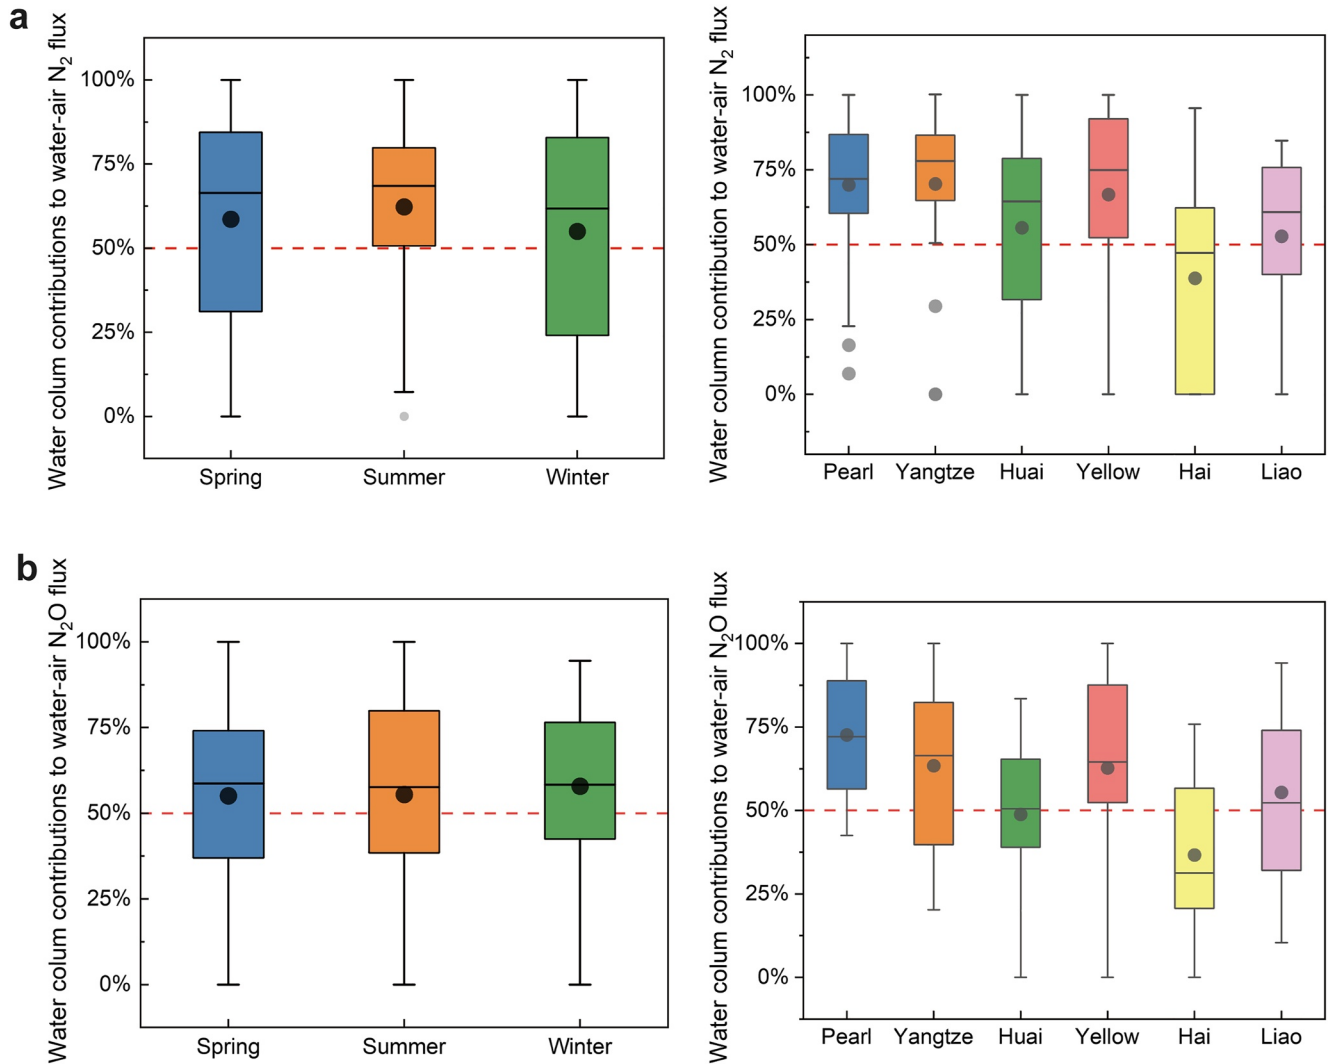 a
Water colum contributions to water-air N₂ flux
100%
75%
50%
25%
0%
Spring Summer Winter
Water column contribution to water-air N₂ flux
100%
75%
50%
25%
0%
Pearl Yangtze Huai Yellow Hai Liao
b
Water colum contributions to water-air N₂O flux
100%
75%
50%
25%
0%
Spring Summer Winter
Water colum contributions to water-air N₂O flux
100%
75%
50%
25%
0%
Pearl Yangtze Huai Yellow Hai Liao